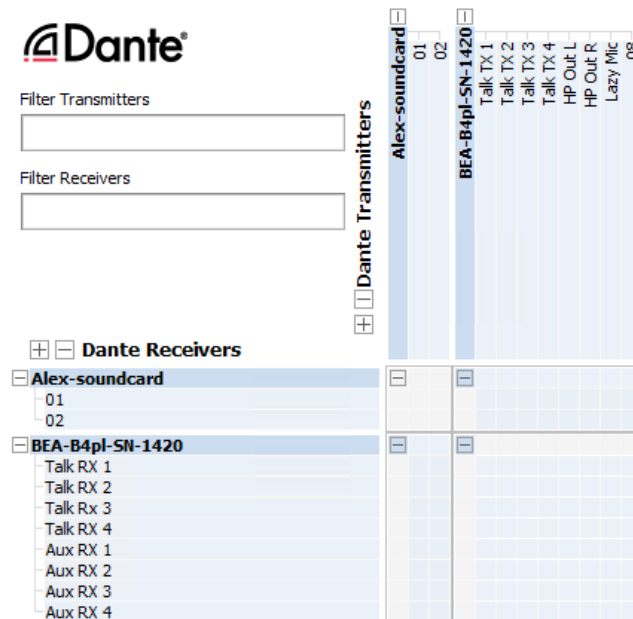 Dante®
Filter Transmitters
Filter Receivers
Dante Transmitters
Alex-soundcard
01
02
BEA-B4pl-SN-1420
Talk TX 1
Talk TX 2
Talk TX 3
Talk TX 4
HP Out L
HP Out R
Lazy Mic
08
Dante Receivers
Alex-soundcard
01
02
BEA-B4pl-SN-1420
Talk RX 1
Talk RX 2
Talk Rx 3
Talk RX 4
Aux RX 1
Aux RX 2
Aux RX 3
Aux RX 4